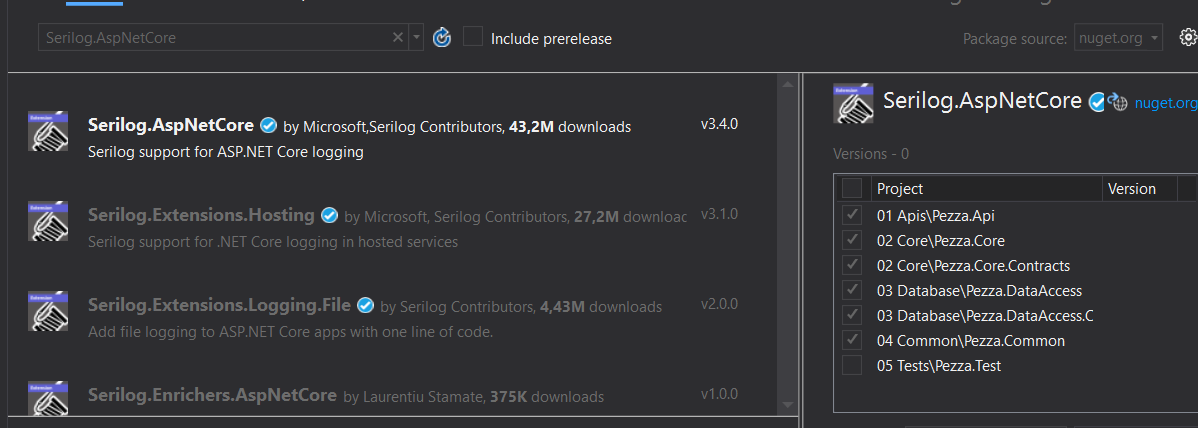 Serilog.AspNetCore
Include prerelease
Package source: nuget.org
Serilog.AspNetCore by Microsoft,Serilog Contributors, 43,2M downloads v3.4.0
Serilog support for ASP.NET Core logging
Serilog.Extensions.Hosting by Microsoft, Serilog Contributors, 27,2M downloac v3.1.0
Serilog support for .NET Core logging in hosted services
Serilog.Extensions.Logging.File by Serilog Contributors, 4,43M downloads v2.0.0
Add file logging to ASP.NET Core apps with one line of code.
Serilog.Enrichers.AspNetCore by Laurentiu Stamate, 375K downloads v1.0.0
Serilog.AspNetCore nuget.org
Versions - 0
Project Version
01 Apis\Pezza.Api
02 Core\Pezza.Core
02 Core\Pezza.Core.Contracts
03 Database\Pezza.DataAccess
03 Database\Pezza.DataAccess.C
04 Common\Pezza.Common
05 Tests\Pezza.Test